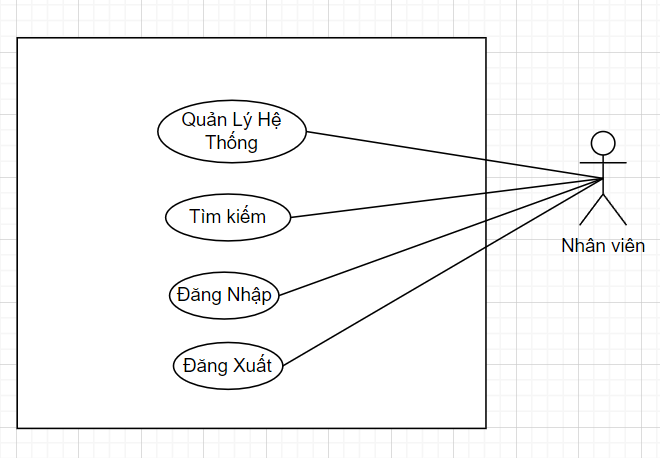 Quản Lý Hệ
Thống
Tìm kiếm
Đăng Nhập
Đăng Xuất
Nhân viên